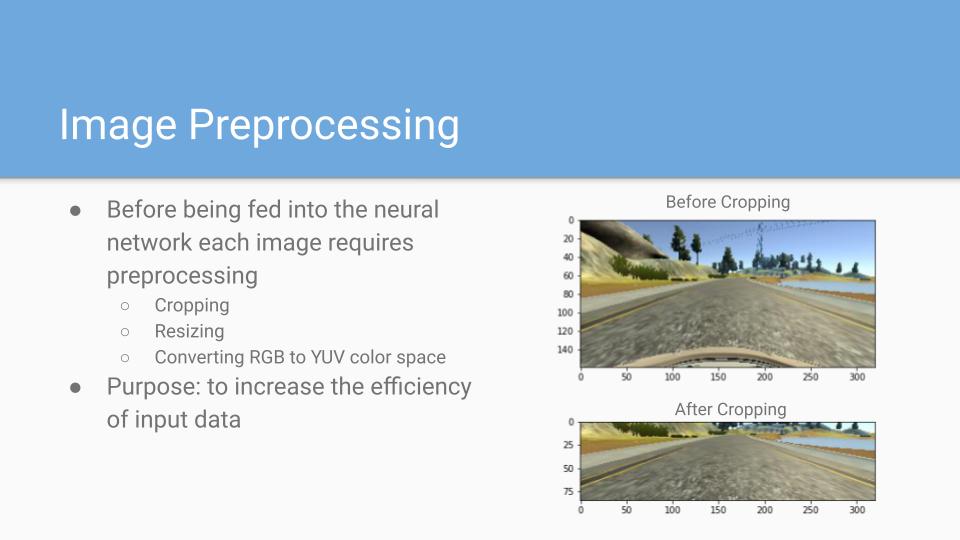 Image Preprocessing
● Before being fed into the neural
network each image requires
preprocessing
○ Cropping
○ Resizing
○ Converting RGB to YUV color space
● Purpose: to increase the efficiency
of input data
Before Cropping
0
20
40
60
80
100
120
140
0 50 100 150 200 250 300
After Cropping
0
25
50
75
0 50 100 150 200 250 300